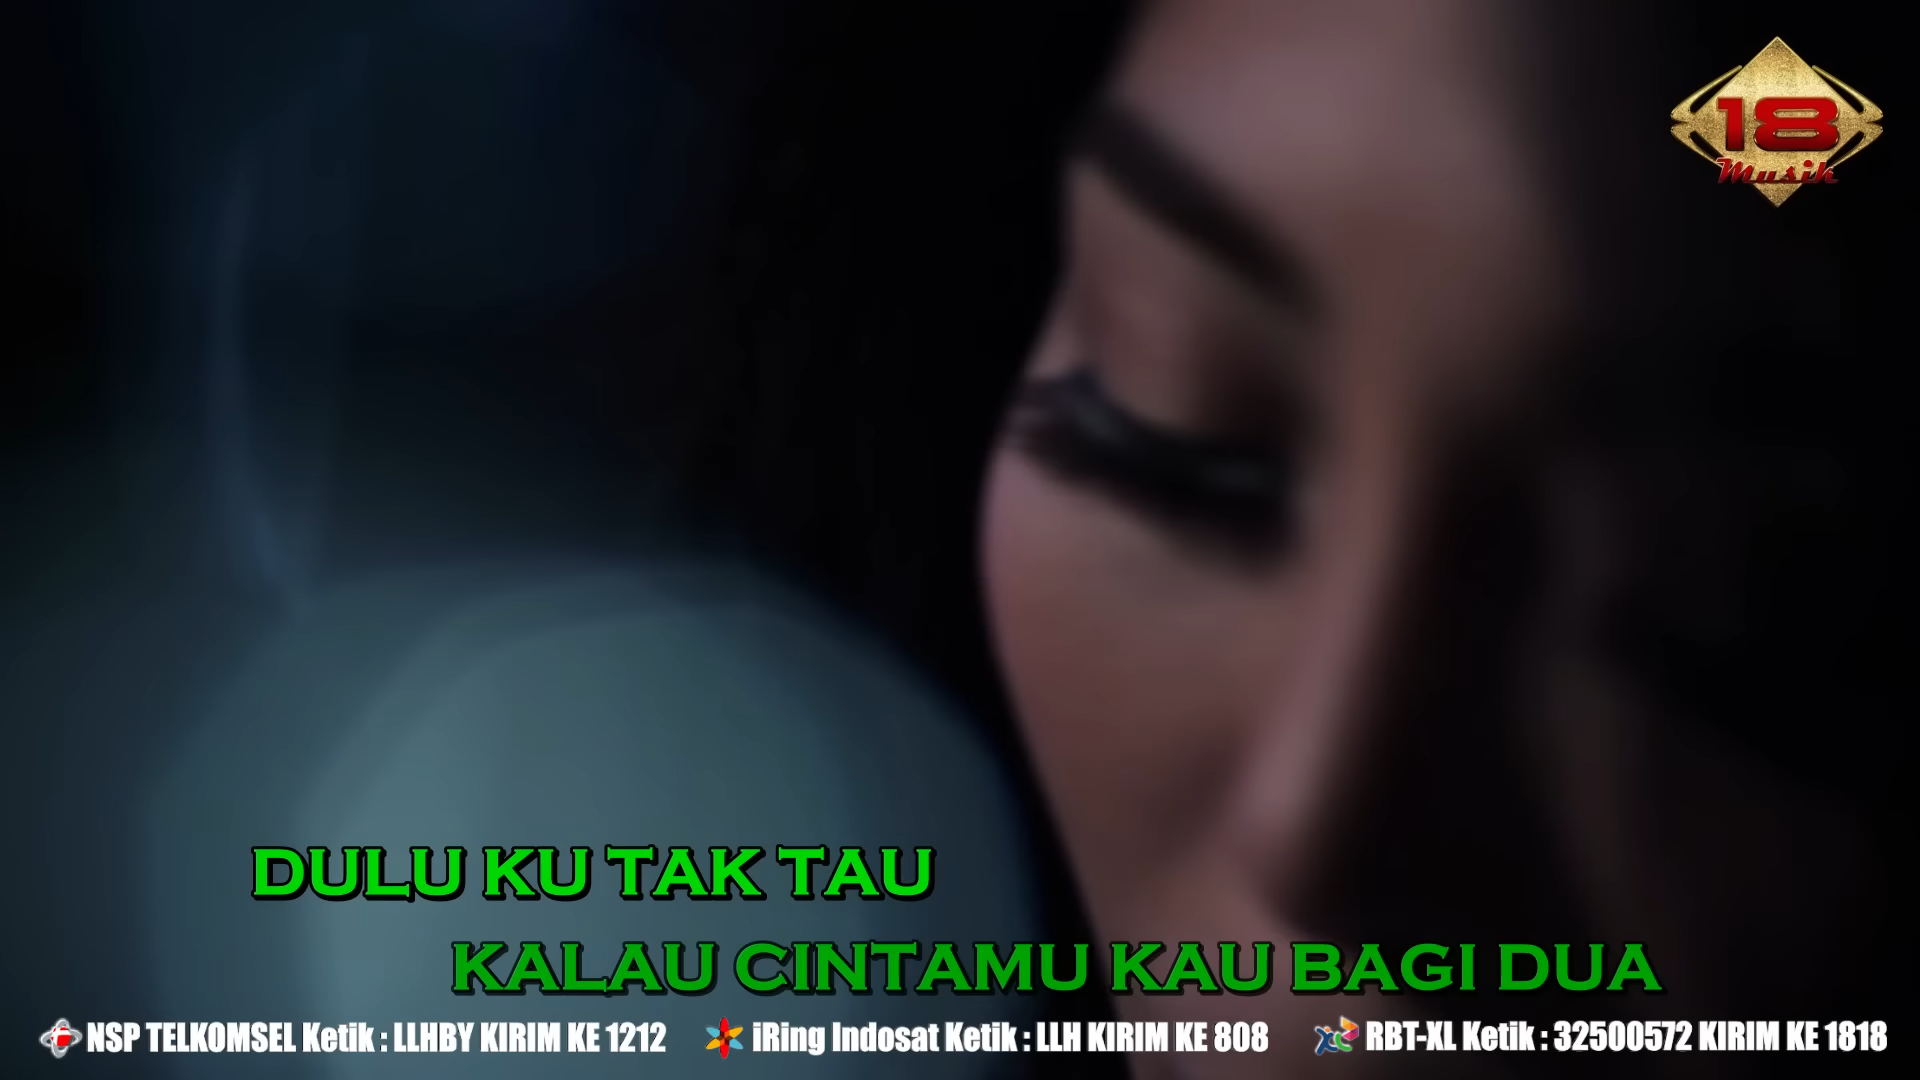 18
Musik
DULU KU TAK TAU
KALAU CINTAMU KAU BAGI DUA
NSP TELKOMSEL Ketik : LLHBY KIRIM KE 1212 iRing Indosat Ketik : LLH KIRIM KE 808 RBT-XL Ketik : 32500572 KIRIM KE 1818